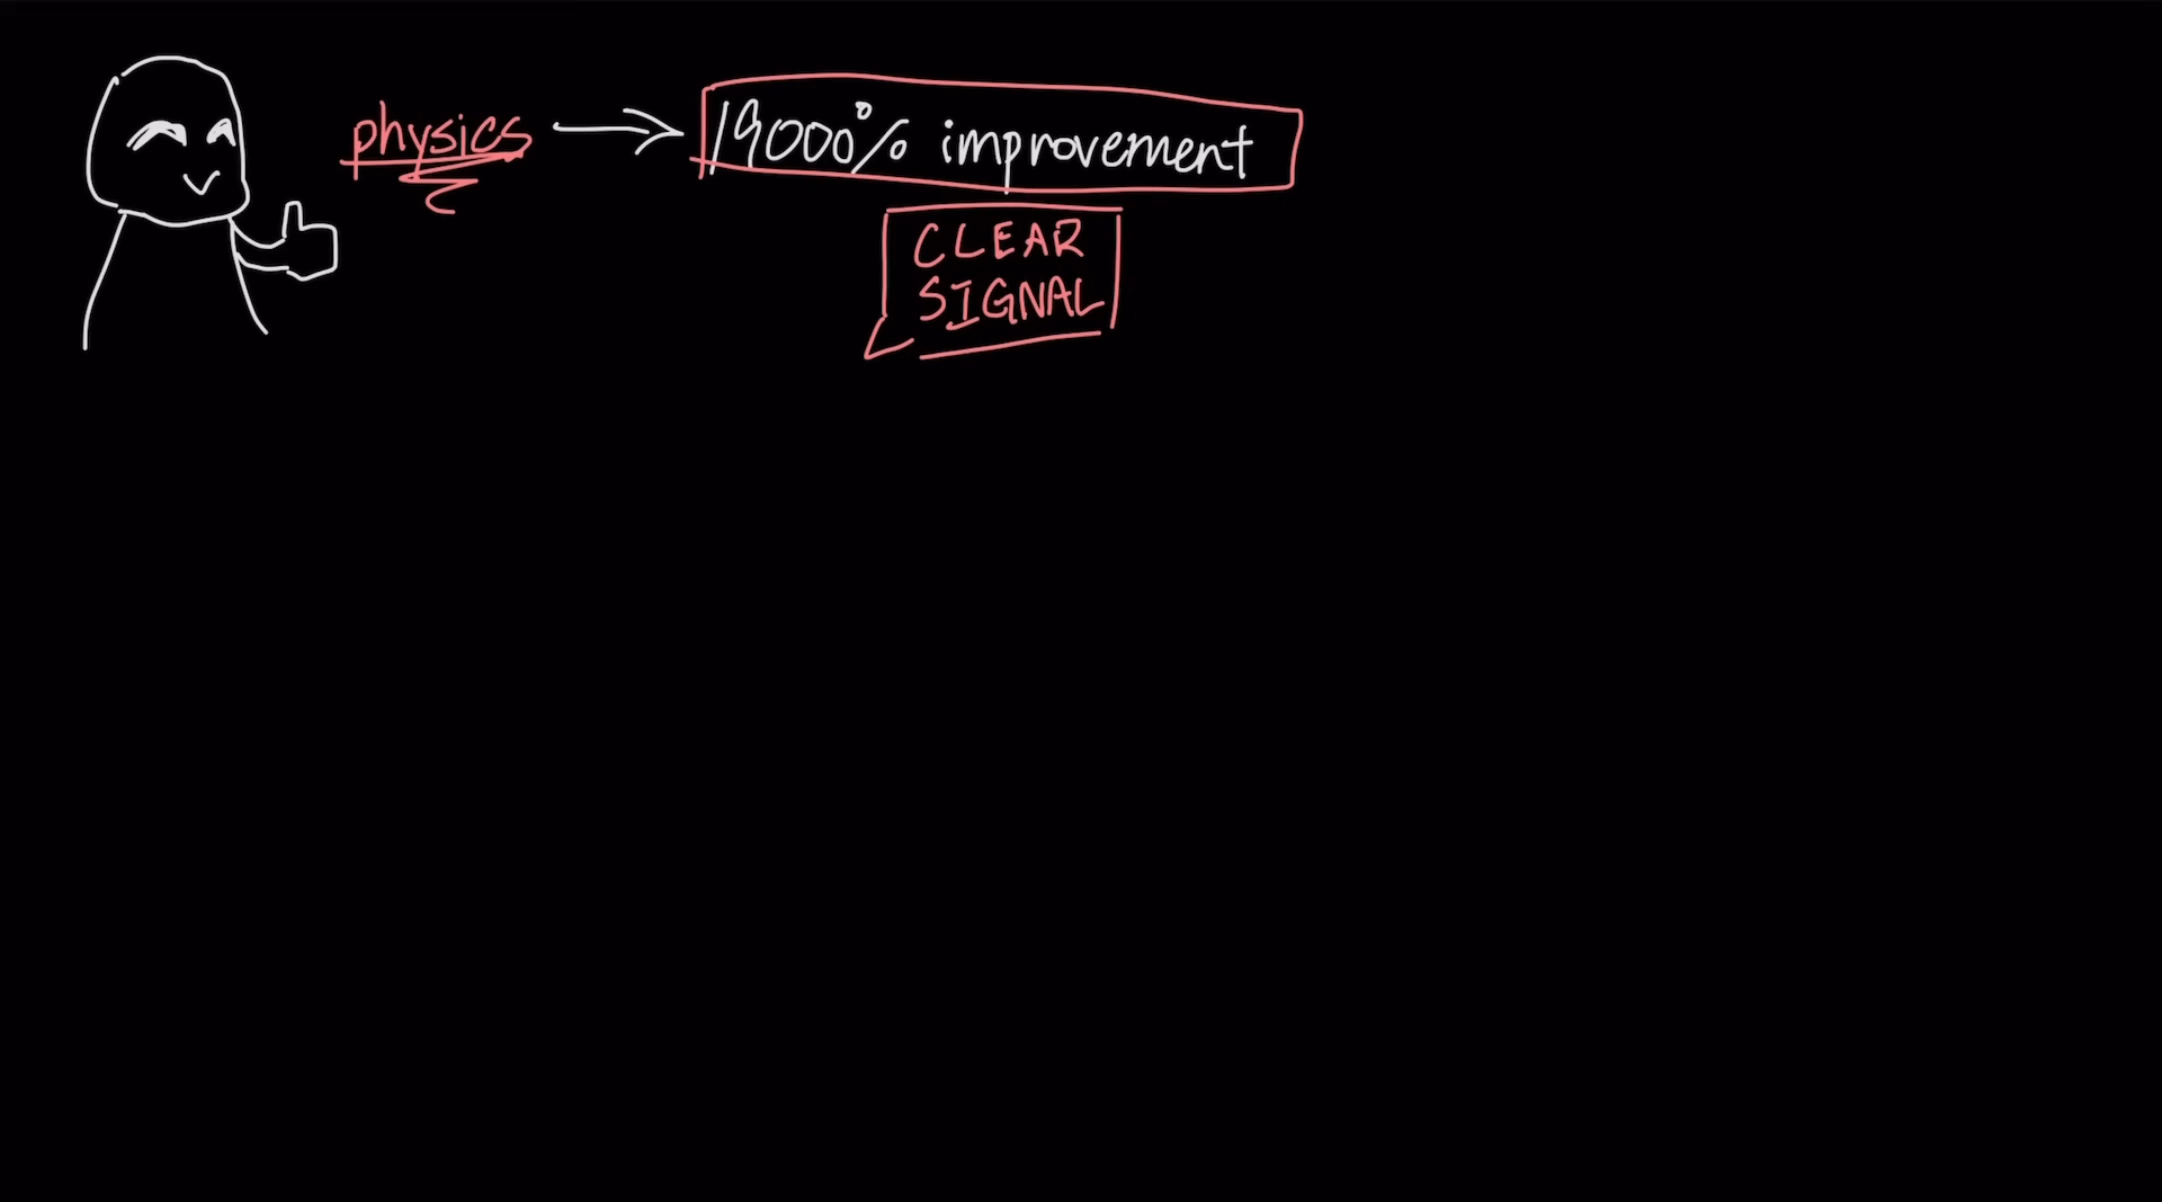 physics → 19000% improvement
CLEAR
SIGNAL